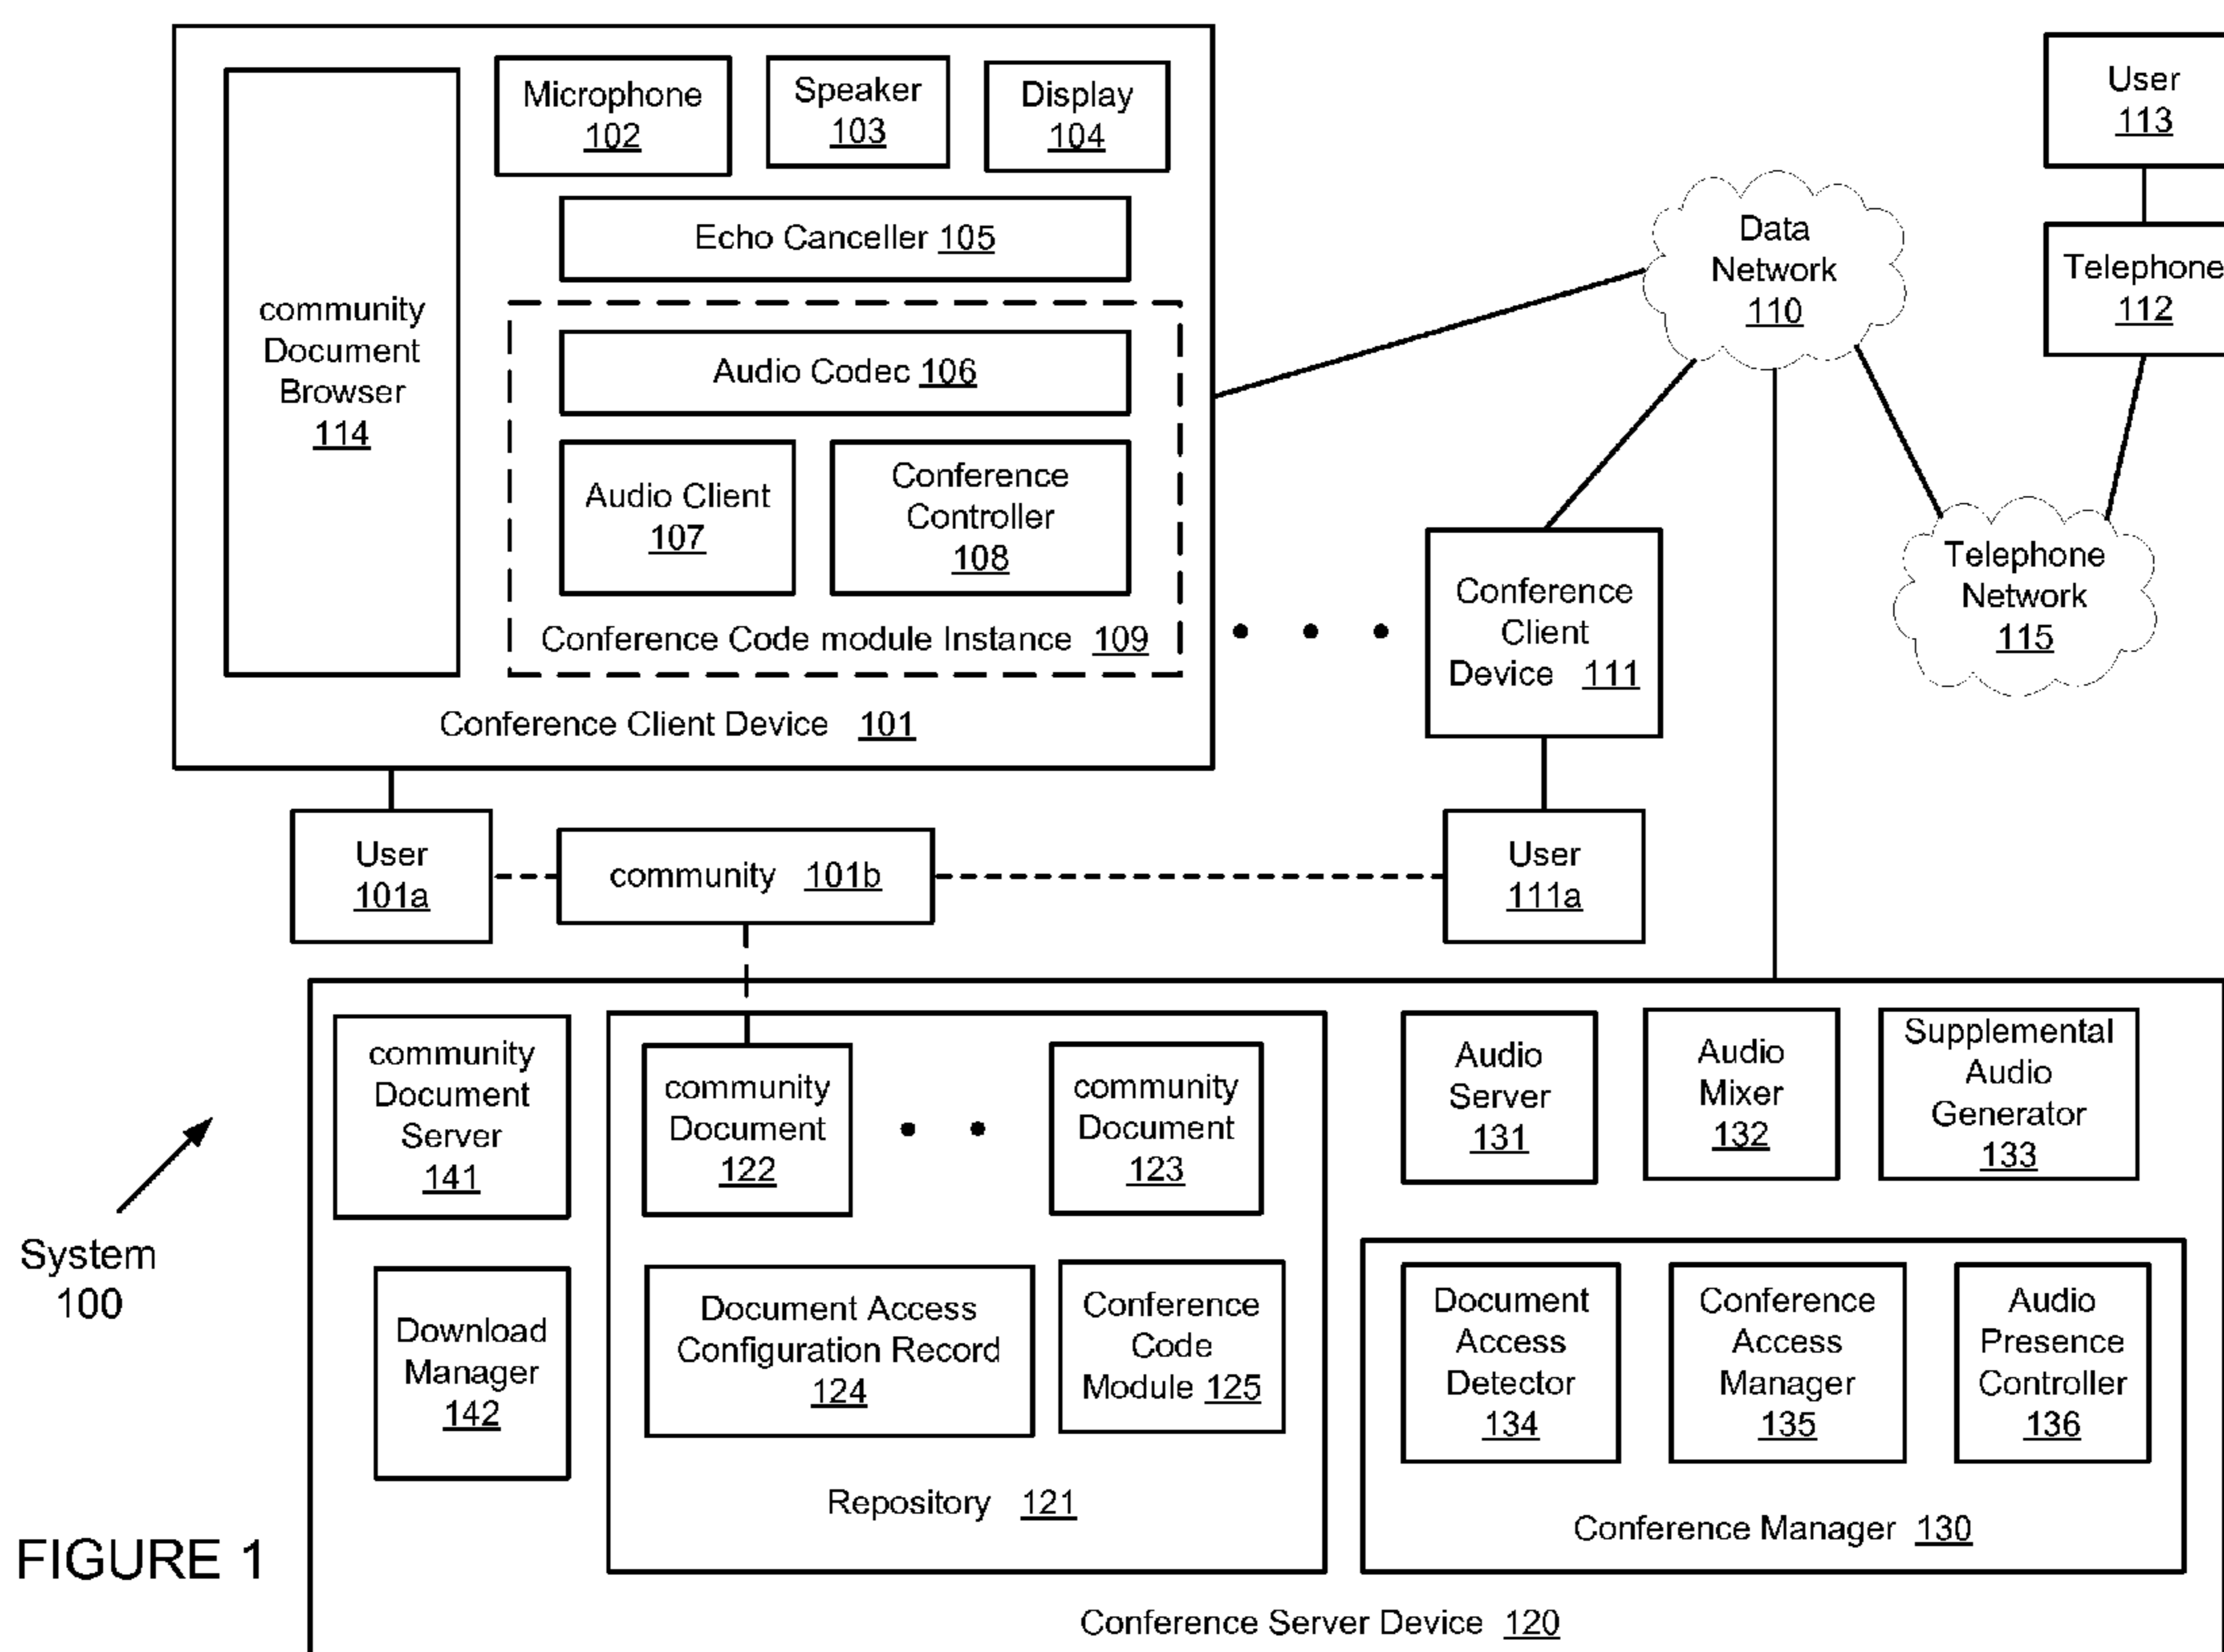 Microphone
102
Speaker
103
Display
104
Echo Canceller 105
community
Document
Browser
114
Audio Codec 106
Audio Client
107
Conference
Controller
108
Conference Code module Instance 109
Conference Client Device 101
Data
Network
110
User
113
Telephone
112
Telephone
Network
115
Conference
Client
Device 111
User
101a
community 101b
User
111a
System
100
community
Document
Server
141
Download
Manager
142
community
Document
122
community
Document
123
Document Access
Configuration Record
124
Conference
Code
Module 125
Repository 121
Audio
Server
131
Audio
Mixer
132
Supplemental
Audio
Generator
133
Document
Access
Detector
134
Conference
Access
Manager
135
Audio
Presence
Controller
136
Conference Manager 130
Conference Server Device 120
FIGURE 1